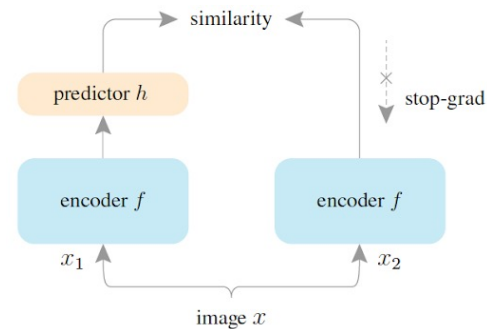 similarity
predictor h
stop-grad
encoder f
encoder f
x₁
x₂
image x